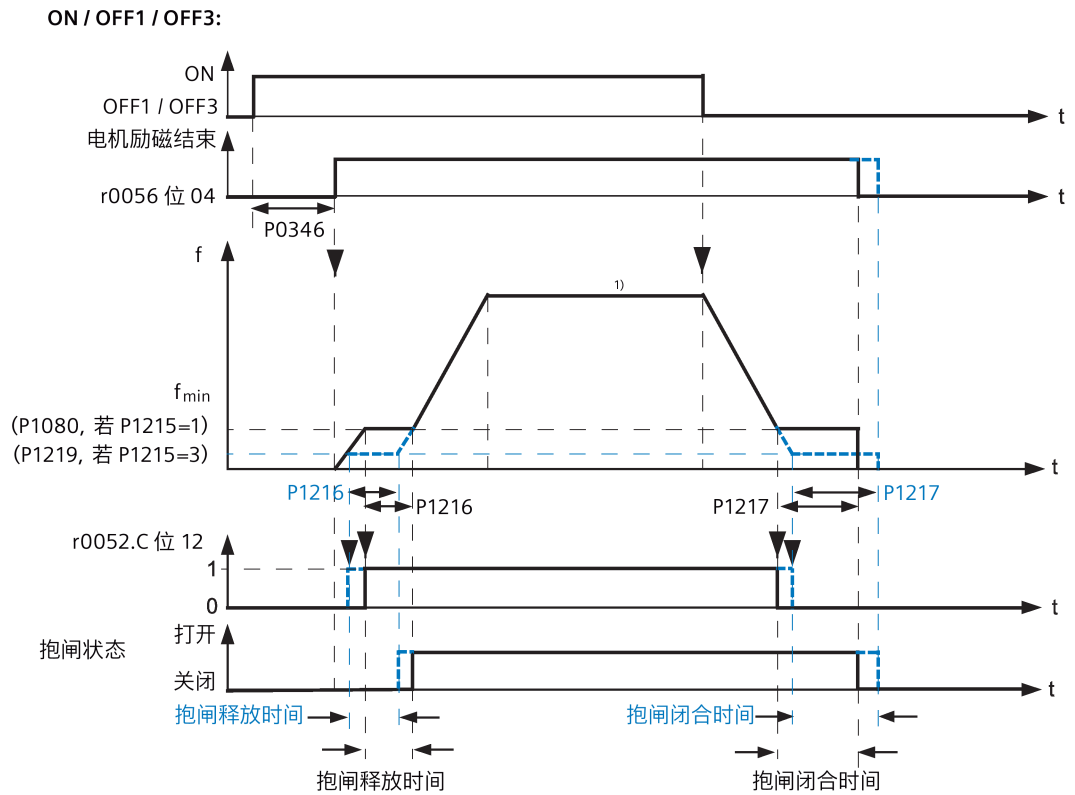 ON / OFF1 / OFF3:
ON
OFF1 / OFF3
t
电机励磁结束
r0056 位 04
t
P0346
f
1)
fmin
(P1080, 若 P1215=1)
(P1219, 若 P1215=3)
t
P1216
P1216
P1217
P1217
r0052.C 位 12
1
0
t
抱闸状态
打开
关闭
t
抱闸释放时间
抱闸闭合时间
抱闸释放时间
抱闸闭合时间